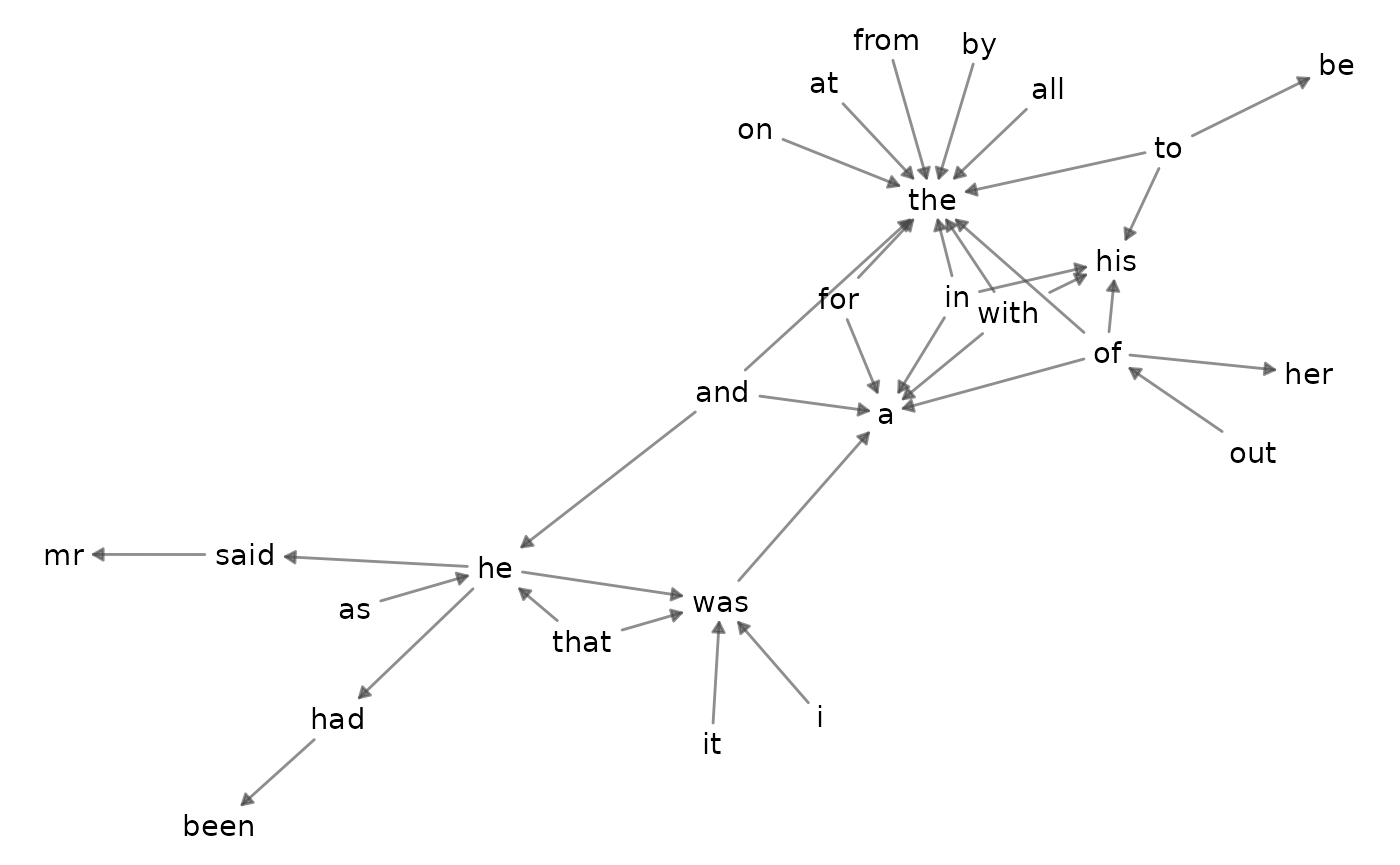 from
by
be
at
all
on
to
the
his
for
in
with
of
her
and
a
out
mr
said
he
as
was
that
had
i
it
been